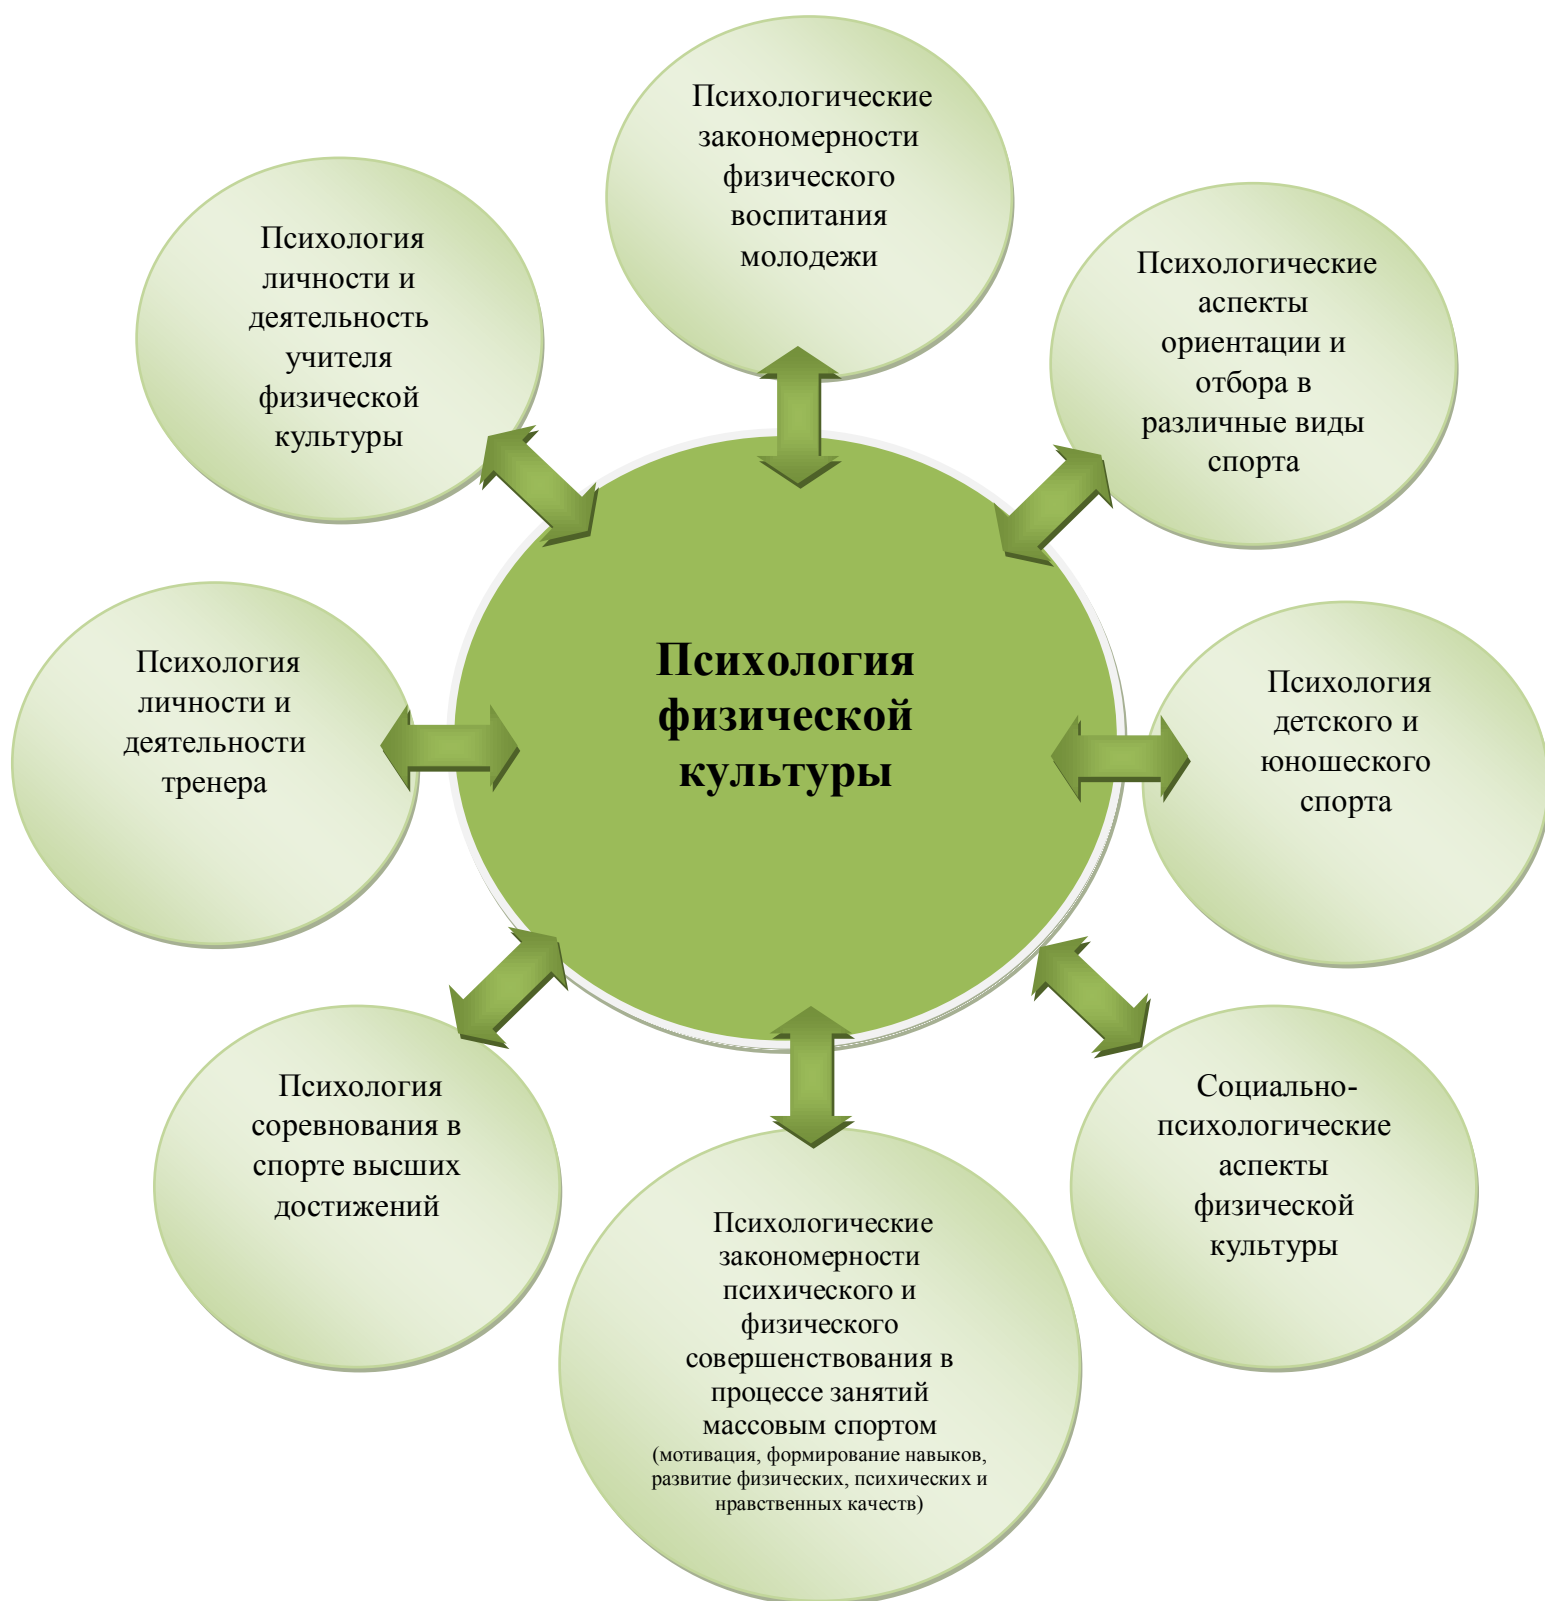 Психологические
закономерности
физического
воспитания
молодежи
Психология
личности и
деятельность
учителя
физической
культуры
Психологические
аспекты
ориентации и
отбора в
различные виды
спорта
Психология
физической
культуры
Психология
личности и
деятельности
тренера
Психология
детского и
юношеского
спорта
Психология
соревнования в
спорте высших
достижений
Социально-
психологические
аспекты
физической
культуры
Психологические
закономерности
психического и
физического
совершенствования в
процессе занятий
массовым спортом
(мотивация, формирование навыков,
развитие физических, психических и
нравственных качеств)